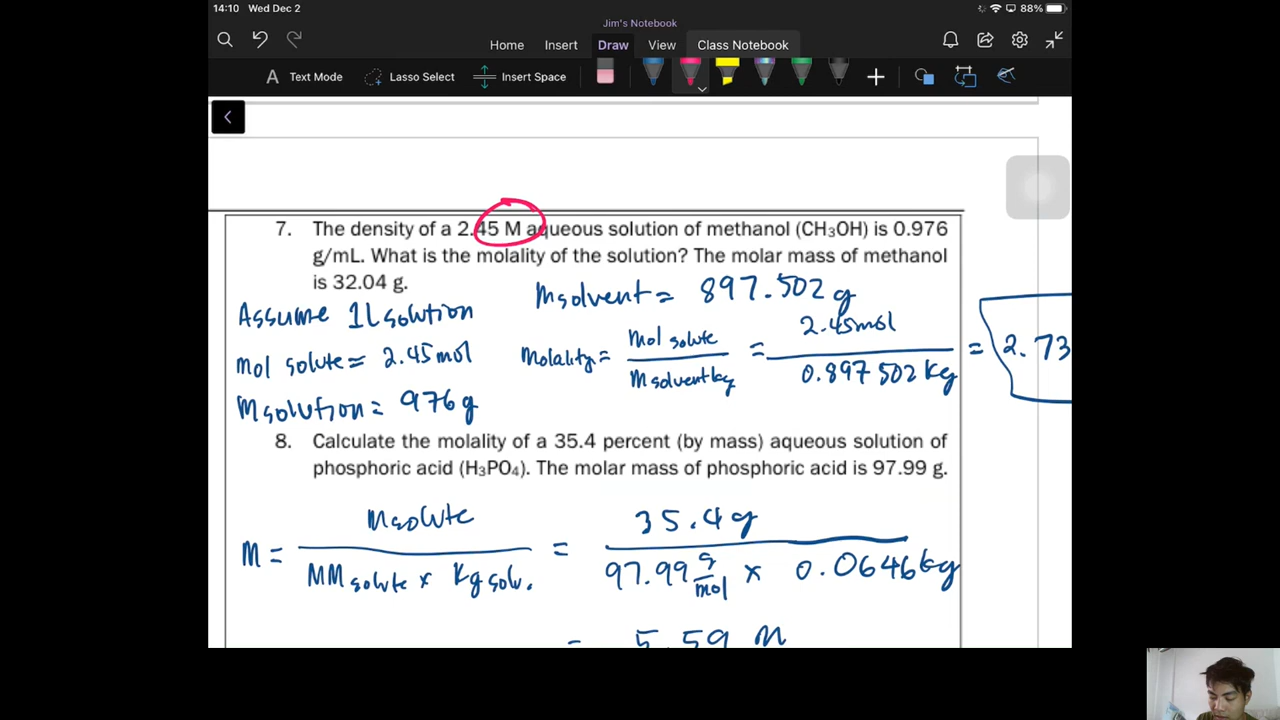 14:10 Wed Dec 2 88%
Jim's Notebook
Home Insert Draw View Class Notebook
Text Mode Lasso Select Insert Space
7. The density of a 2.45 M aqueous solution of methanol (CH₃OH) is 0.976
g/mL. What is the molality of the solution? The molar mass of methanol
is 32.04 g.
Assume 1L solution
mol solute = 2.45 mol
Msolution = 976 g
Msolvent = 897.502 g
Molality = mol solute / Msolvent kg = 2.45 mol / 0.897502 kg = 2.73
8. Calculate the molality of a 35.4 percent (by mass) aqueous solution of
phosphoric acid (H₃PO₄). The molar mass of phosphoric acid is 97.99 g.
M = Msolute / MM solute x kg solv. = 35.4 g / 97.99 g/mol x 0.0646 kg
= 5.59 m